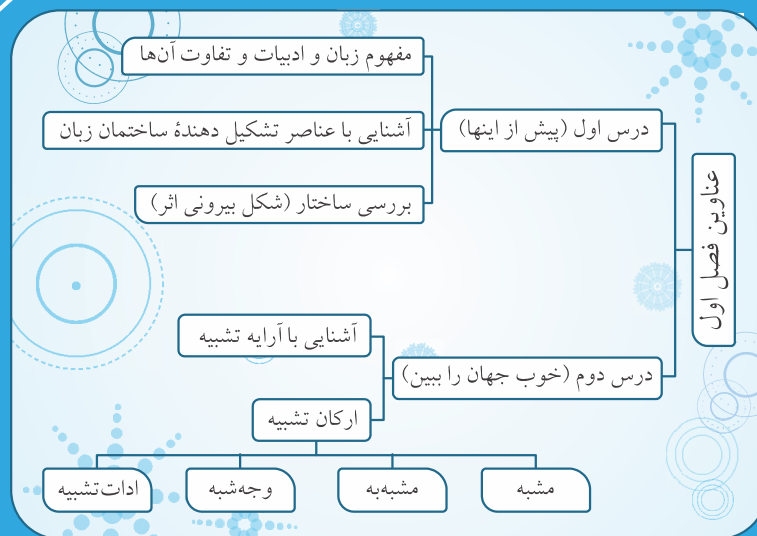 عناوین فصل اول
درس اول (پیش از اینها)
مفهوم زبان و ادبیات و تفاوت آن‌ها
آشنایی با عناصر تشکیل دهندهٔ ساختمان زبان
بررسی ساختار (شکل بیرونی اثر)
درس دوم (خوب جهان را ببین)
آشنایی با آرایه تشبیه
ارکان تشبیه
مشبه
مشبه‌به
وجه‌شبه
ادات‌تشبیه